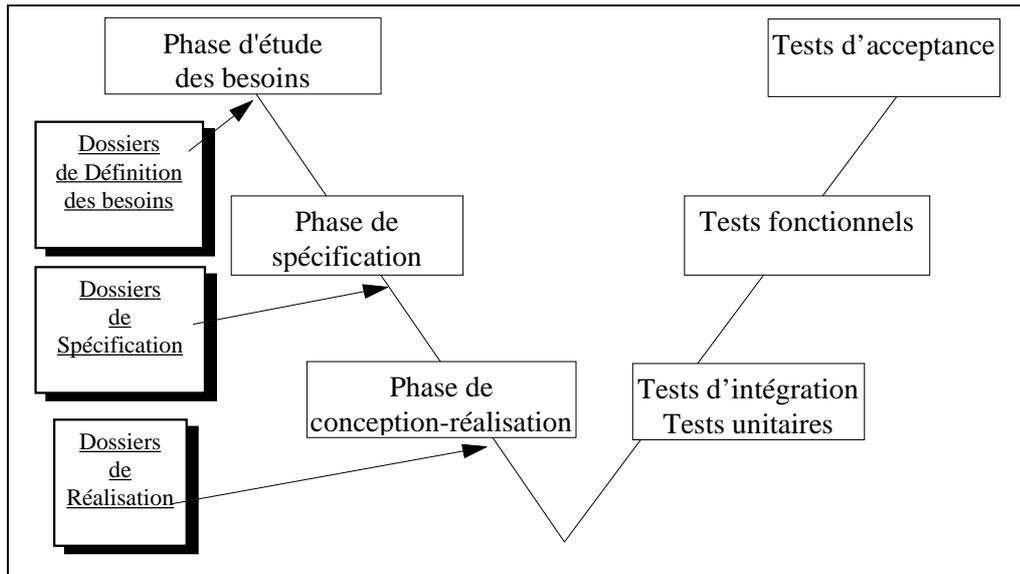 Phase d'étude
des besoins
Tests d’acceptance
Dossiers
de Définition
des besoins
Phase de
spécification
Tests fonctionnels
Dossiers
de
Spécification
Phase de
conception-réalisation
Tests d’intégration
Tests unitaires
Dossiers
de
Réalisation